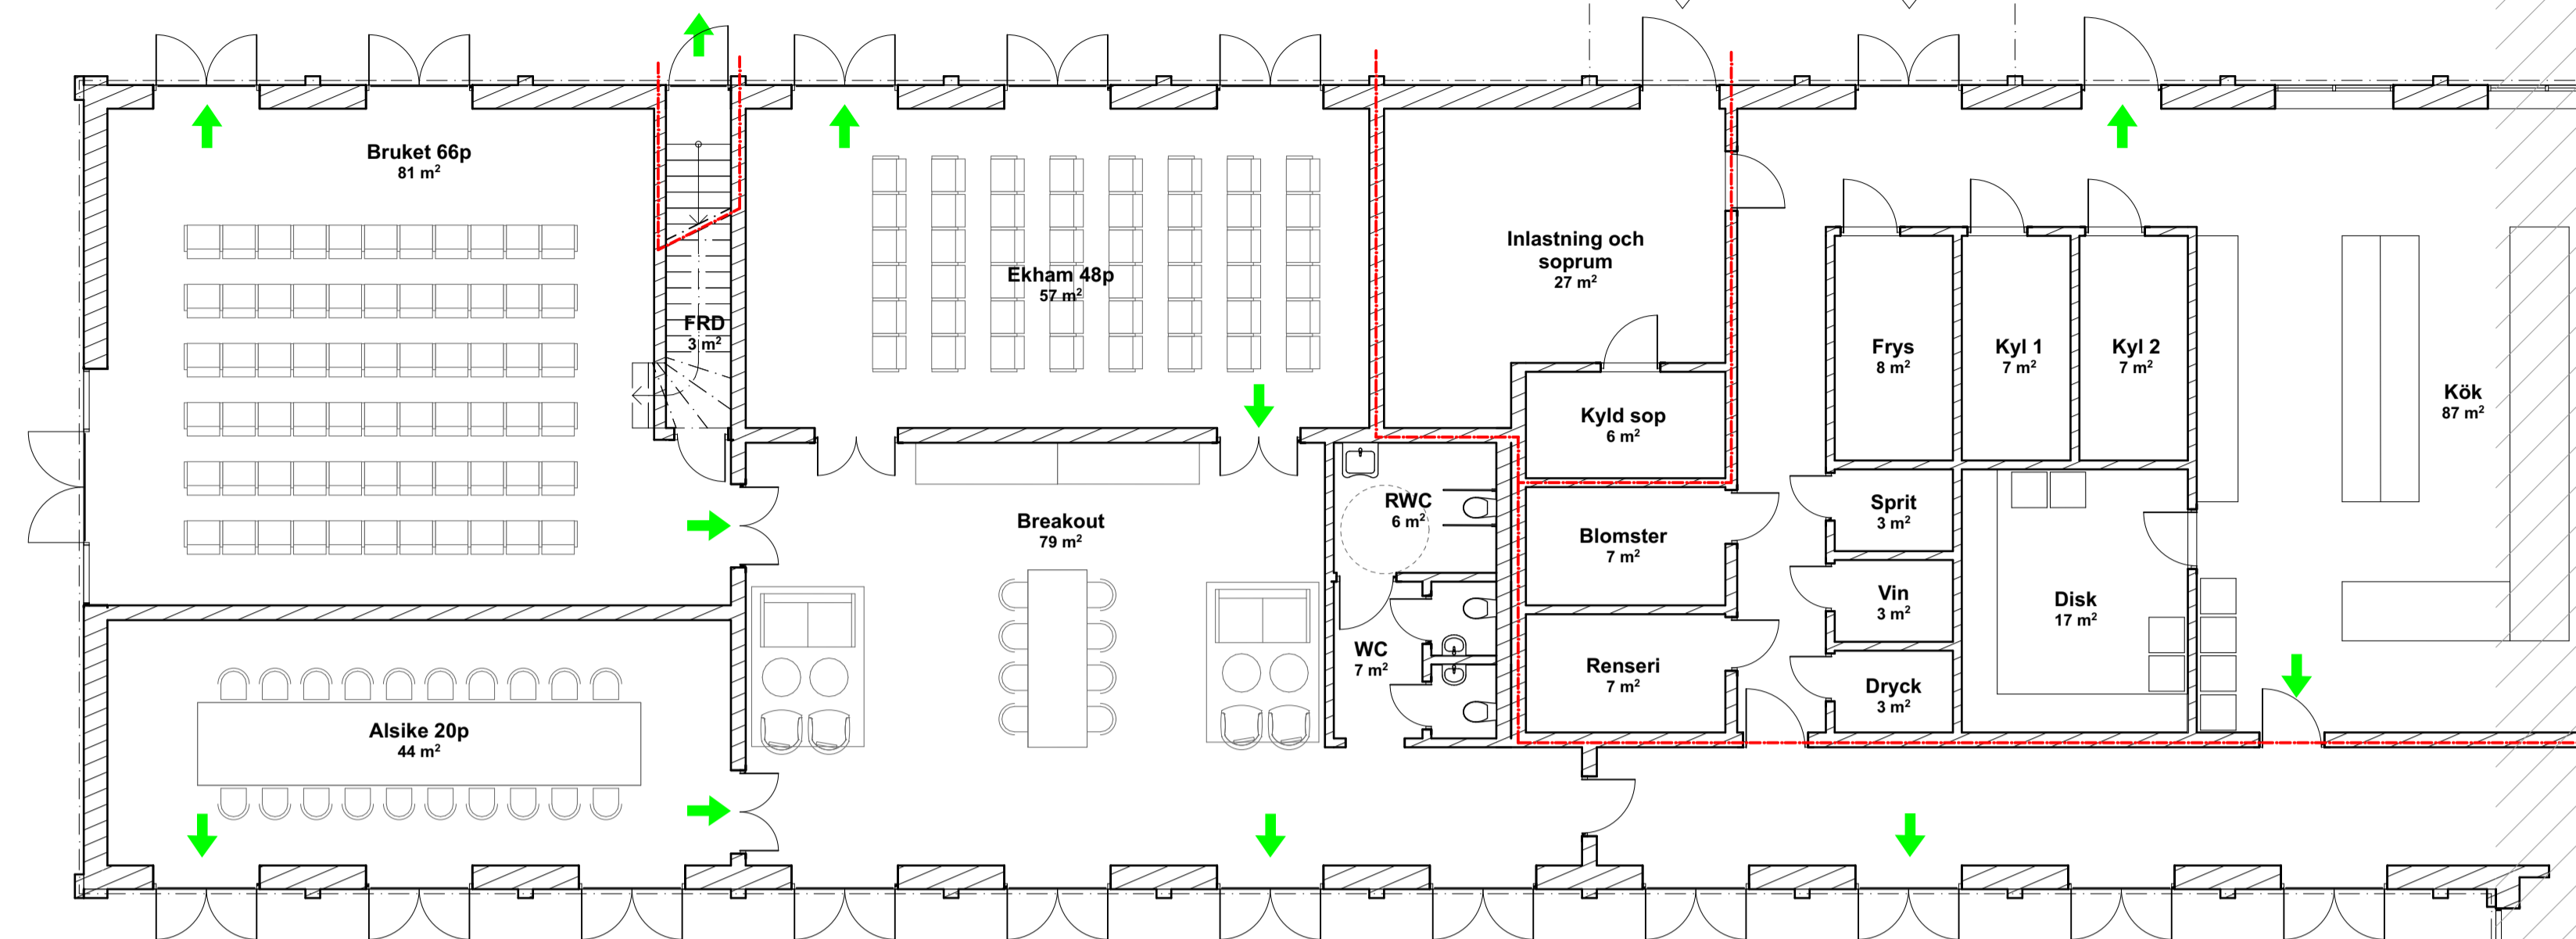 Bruket 66p
81 m²
FRD
3 m²
Ekham 48p
57 m²
Inlastning och
soprum
27 m²
Kyld sop
6 m²
Frys
8 m²
Kyl 1
7 m²
Kyl 2
7 m²
Kök
87 m²
Breakout
79 m²
RWC
6 m²
WC
7 m²
Blomster
7 m²
Renseri
7 m²
Sprit
3 m²
Vin
3 m²
Dryck
3 m²
Disk
17 m²
Alsike 20p
44 m²